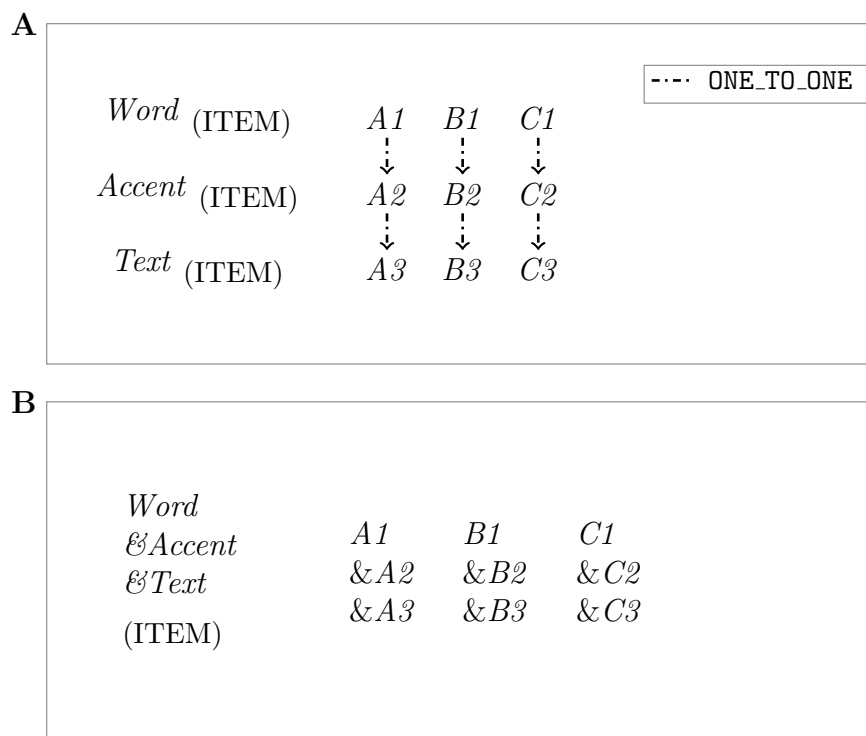 A
ONE_TO_ONE
Word (ITEM) A1 B1 C1
Accent (ITEM) A2 B2 C2
Text (ITEM) A3 B3 C3
B
Word
&Accent
&Text
(ITEM)
A1 B1 C1
&A2 &B2 &C2
&A3 &B3 &C3